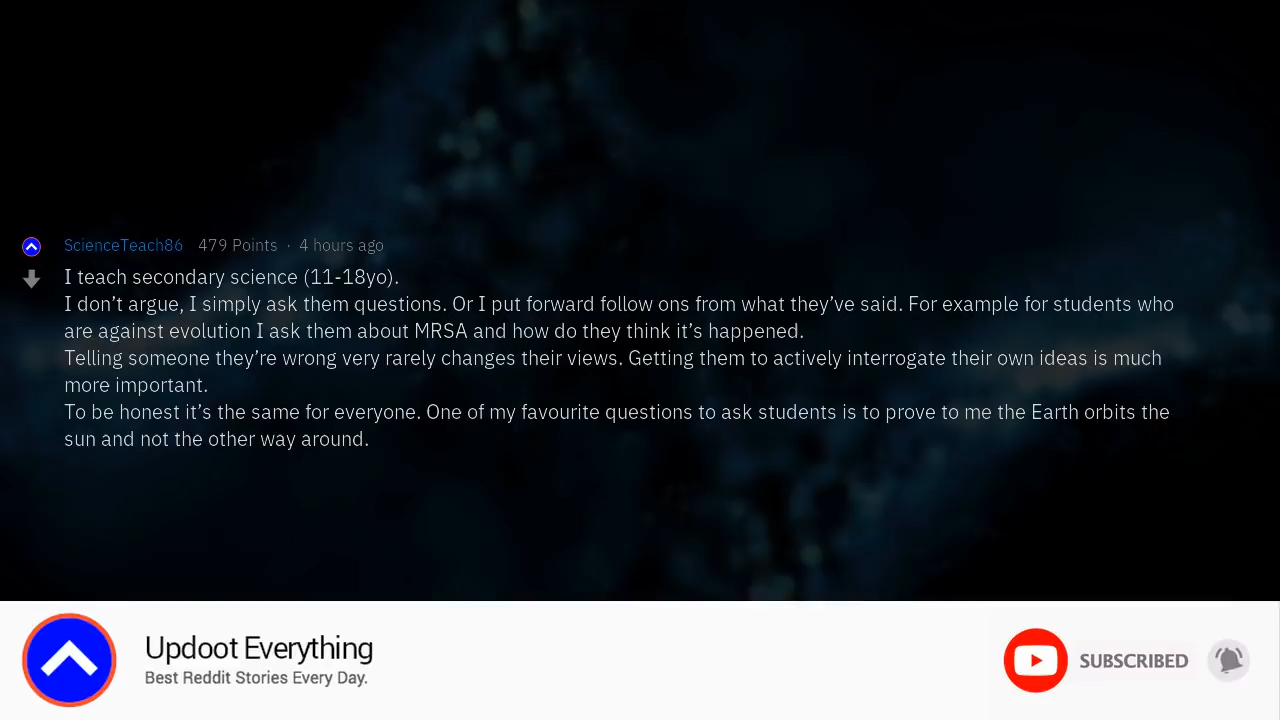 ScienceTeach86 479 Points · 4 hours ago
I teach secondary science (11-18yo).
I don’t argue, I simply ask them questions. Or I put forward follow ons from what they’ve said. For example for students who
are against evolution I ask them about MRSA and how do they think it’s happened.
Telling someone they’re wrong very rarely changes their views. Getting them to actively interrogate their own ideas is much
more important.
To be honest it’s the same for everyone. One of my favourite questions to ask students is to prove to me the Earth orbits the
sun and not the other way around.
Updoot Everything
Best Reddit Stories Every Day.
SUBSCRIBED